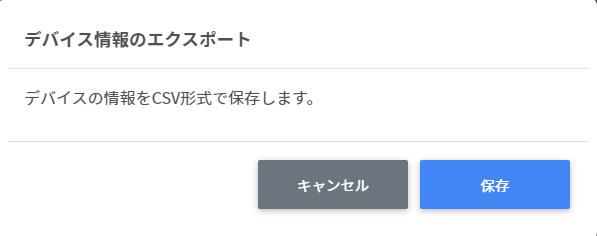 デバイス情報のエクスポート
デバイスの情報をCSV形式で保存します。
キャンセル
保存